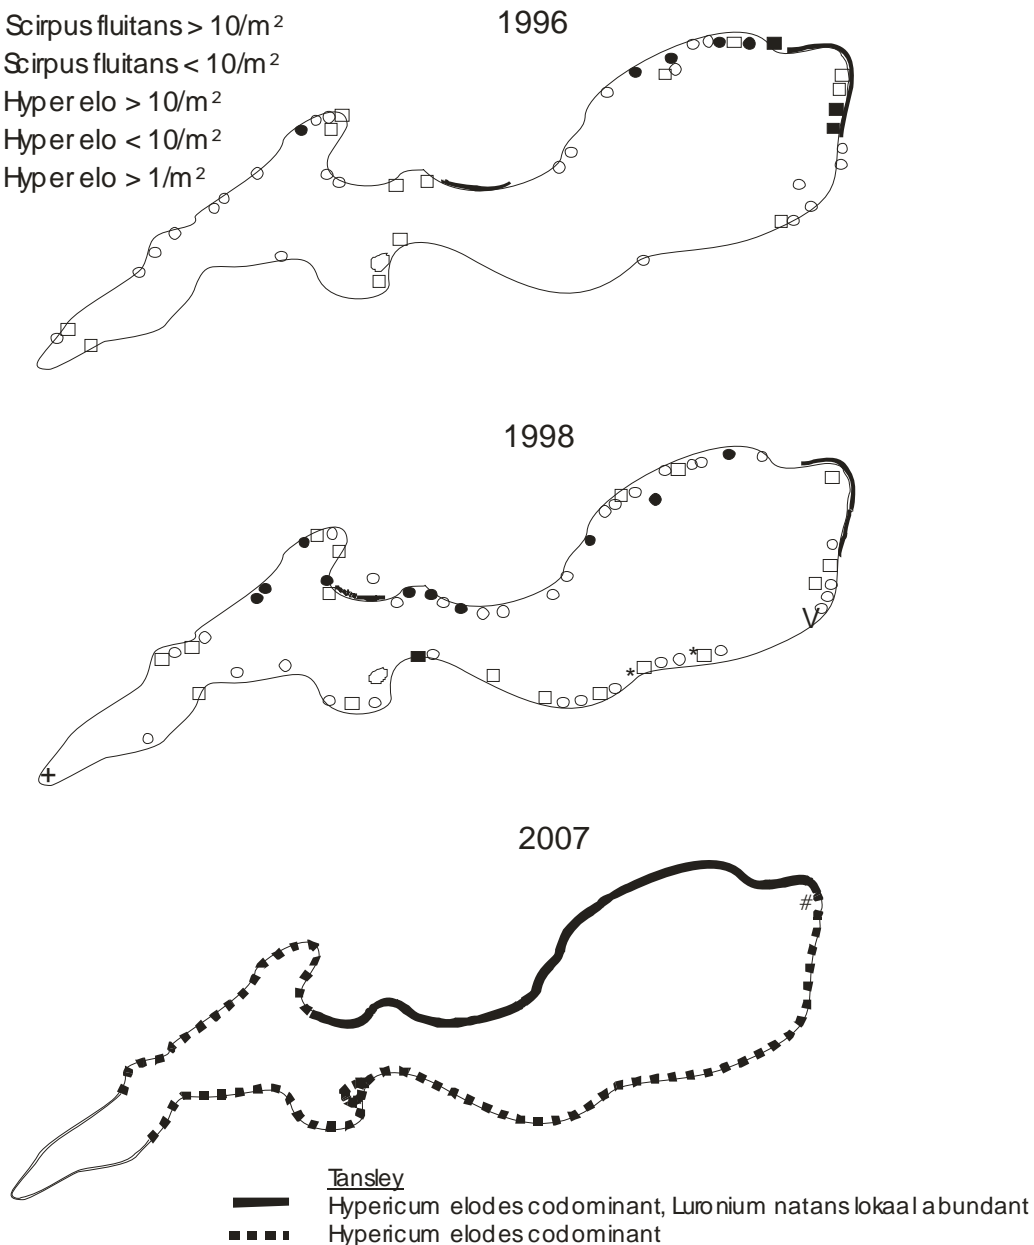 Scirpus fluitans > 10/m²
1996
Scirpus fluitans < 10/m²
Hyper elo > 10/m²
Hyper elo < 10/m²
Hyper elo > 1/m²
1998
*
*
V
+
2007
#
Tansley
Hypericum elodes codominant, Luronium natans lokaal abundant
Hypericum elodes codominant